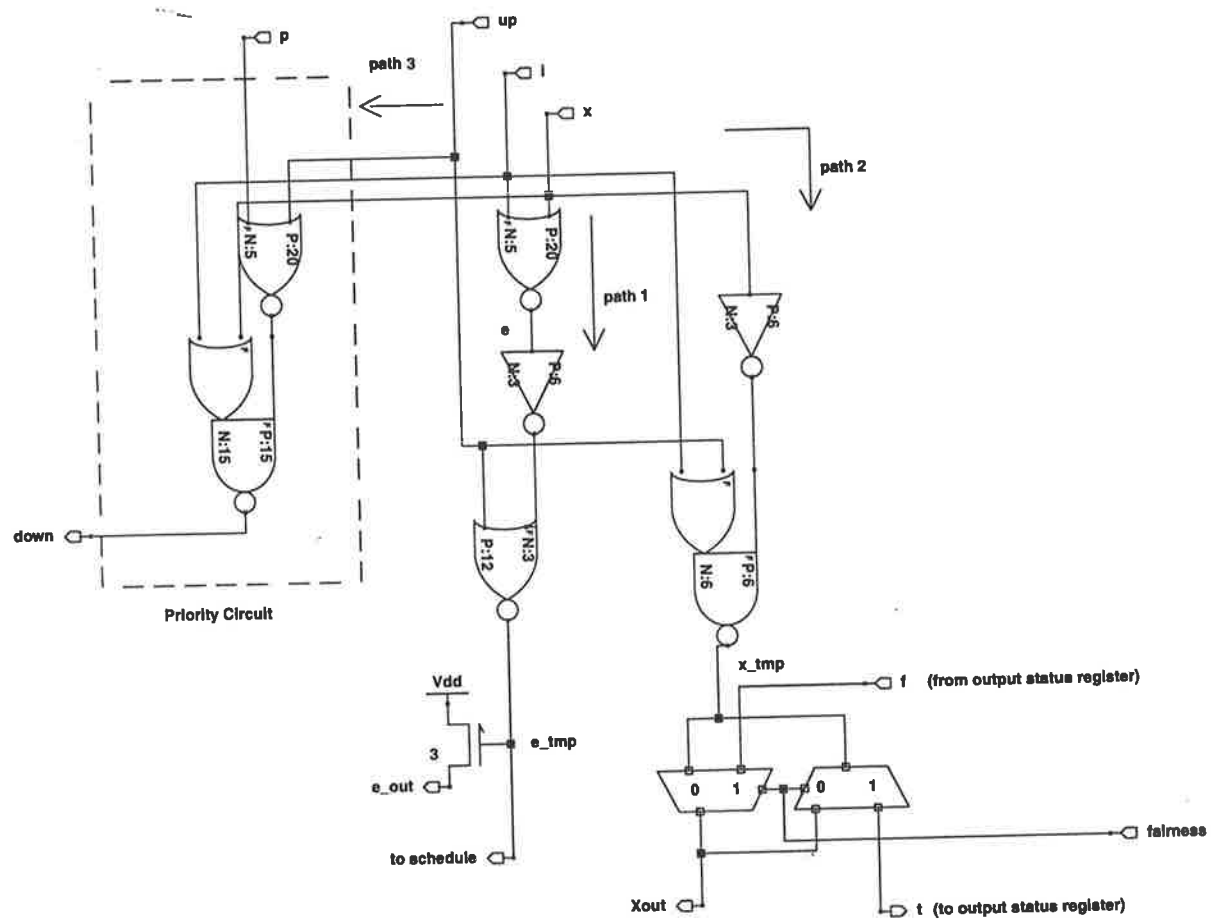 up
p
path 3
I
x
path 2
N:5
P:20
N:5
P:20
path 1
N:3
P:6
e
N:3
P:6
N:15
P:15
down
P:12
N:3
N:6
P:6
Priority Circuit
x_tmp
f (from output status register)
Vdd
3
e_tmp
e_out
0 1
0 1
fairness
to schedule
Xout
t (to output status register)